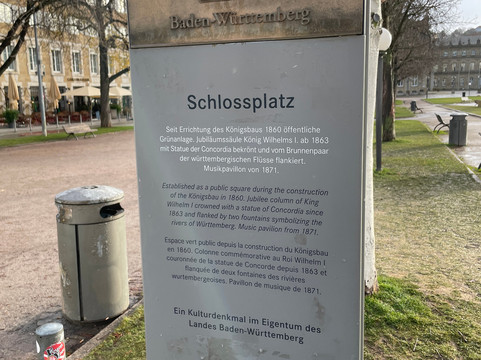 Baden-Württemberg
Schlossplatz
Seit Errichtung des Königsbaus 1860 öffentliche
Grünanlage. Jubiläumssäule König Wilhelms I. ab 1863
mit Statue der Concordia bekrönt und vom Brunnenpaar
der württembergischen Flüsse flankiert.
Musikpavillon von 1871.
Established as a public square during the construction
of the Königsbau in 1860. Jubilee column of King
Wilhelm I crowned with a statue of Concordia since
1863 and flanked by two fountains symbolizing the
rivers of Württemberg. Music pavilion from 1871.
Espace vert public depuis la construction du Königsbau
en 1860. Colonne commémorative au Roi Wilhelm I
couronnée de la statue de Concorde depuis 1863 et
flanquée de deux fontaines des rivières
wurtembergeoises. Pavillon de musique de 1871.
Ein Kulturdenkmal im Eigentum des
Landes Baden-Württemberg